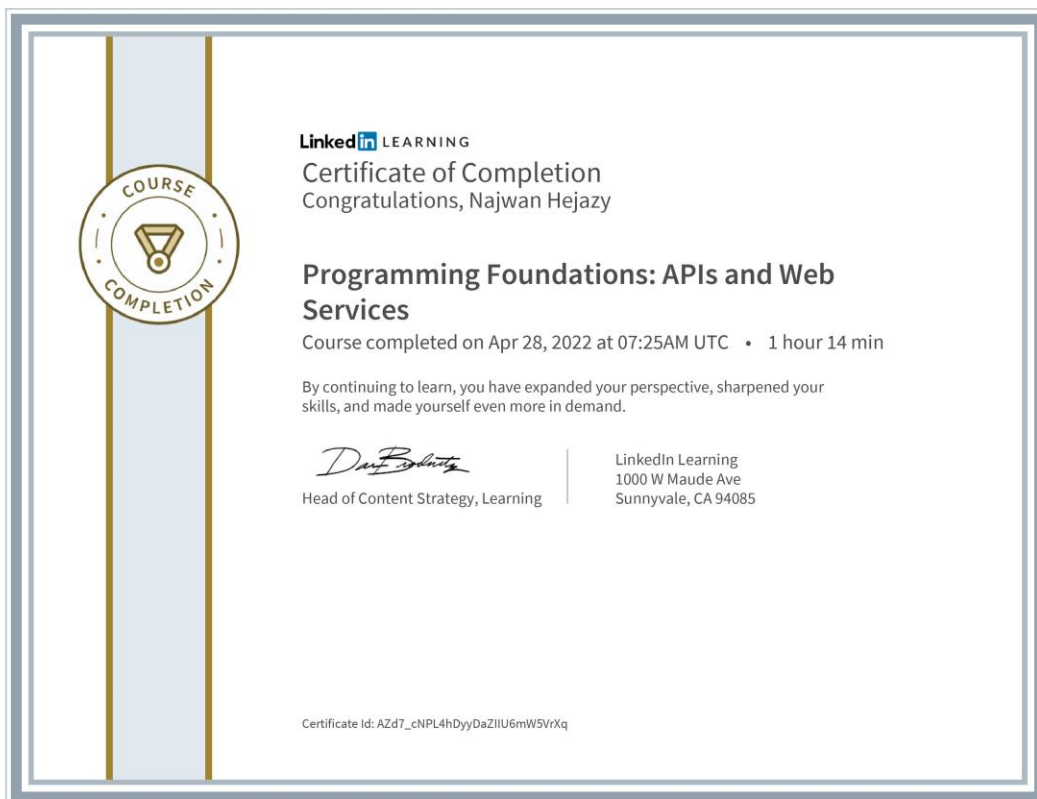 COURSE
COMPLETION
Linked in LEARNING
Certificate of Completion
Congratulations, Najwan Hejazy
Programming Foundations: APIs and Web
Services
Course completed on Apr 28, 2022 at 07:25AM UTC • 1 hour 14 min
By continuing to learn, you have expanded your perspective, sharpened your
skills, and made yourself even more in demand.
Head of Content Strategy, Learning
LinkedIn Learning
1000 W Maude Ave
Sunnyvale, CA 94085
Certificate Id: AZd7_cNPL4hDyyDaZIIU6mW5VrXq